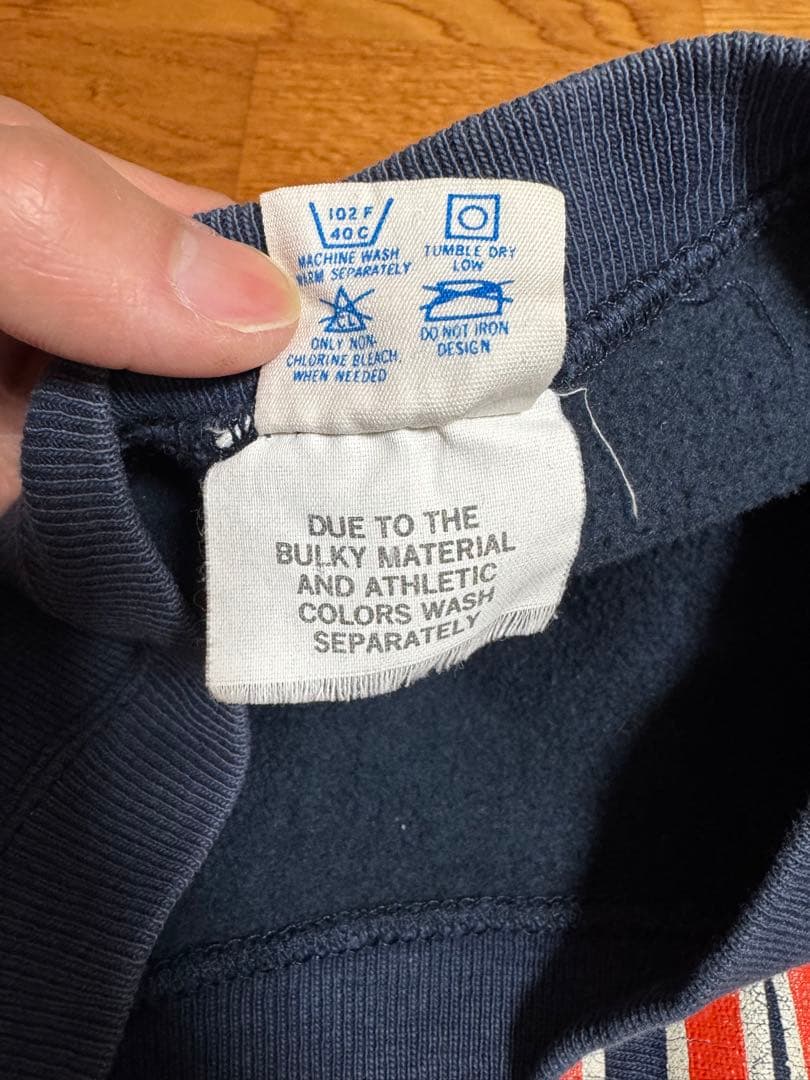 102 F
40 C
MACHINE WASH
WARM SEPARATELY
TUMBLE DRY
LOW
CL
ONLY NON-
CHLORINE BLEACH
WHEN NEEDED
DO NOT IRON
DESIGN
DUE TO THE
BULKY MATERIAL
AND ATHLETIC
COLORS WASH
SEPARATELY